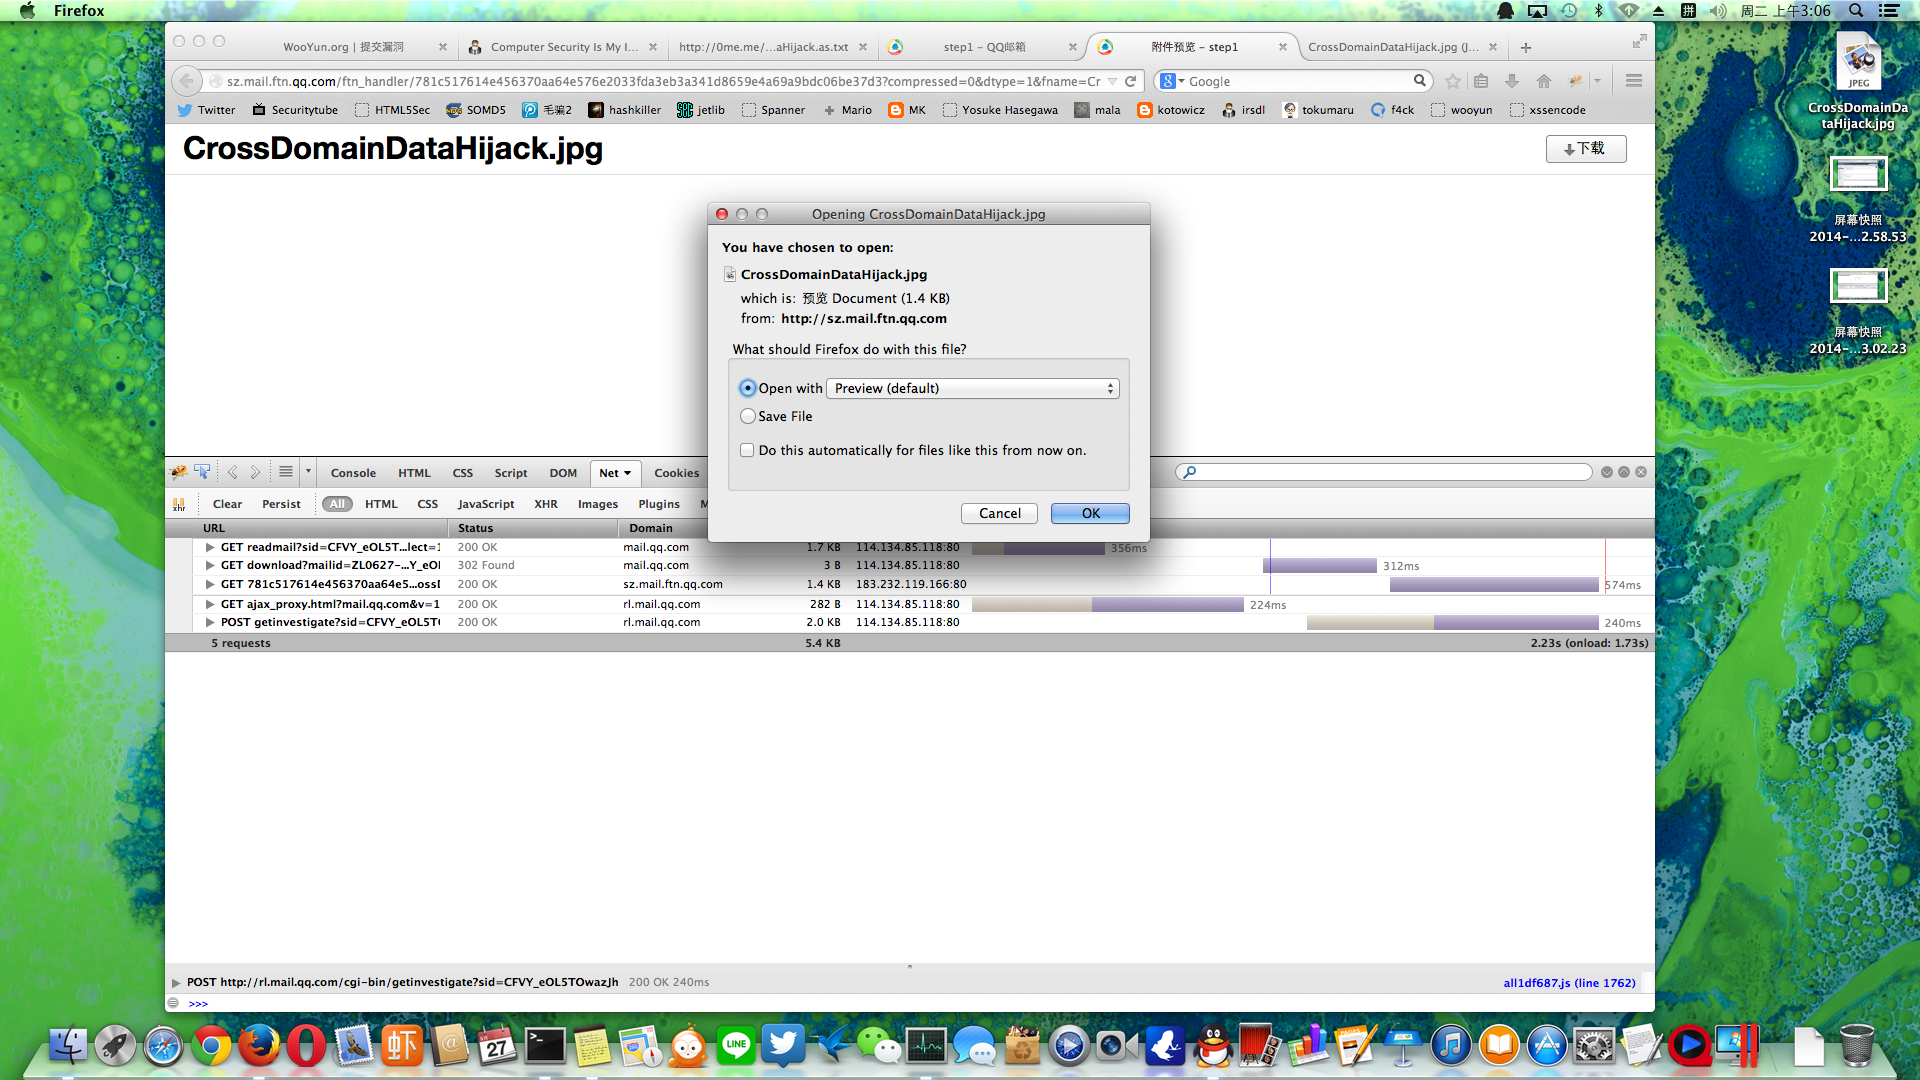 Firefox
拼
周二 上午3:06
WooYun.org | 提交漏洞
Computer Security Is My I...
http://0me.me/...aHijack.as.txt
step1 - QQ邮箱
附件预览 - step1
CrossDomainDataHijack.jpg (J...
sz.mail.ftn.qq.com/ftn_handler/781c517614e456370aa64e576e2033fda3eb3a341d8659e4a69a9bdc06be37d3?compressed=0&dtype=1&fname=Cr
Google
Twitter
Securitytube
HTML5Sec
SOMD5
毛骗2
hashkiller
jetlib
Spanner
Mario
MK
Yosuke Hasegawa
mala
kotowicz
irsdl
tokumaru
f4ck
wooyun
xssencode
CrossDomainDataHijack.jpg
下载
JPEG
CrossDomainDa
taHijack.jpg
屏幕快照
2014-...2.58.53
屏幕快照
2014-...3.02.23
Opening CrossDomainDataHijack.jpg
You have chosen to open:
CrossDomainDataHijack.jpg
which is: 预览 Document (1.4 KB)
from: http://sz.mail.ftn.qq.com
What should Firefox do with this file?
Open with Preview (default)
Save File
Do this automatically for files like this from now on.
Cancel
OK
Console
HTML
CSS
Script
DOM
Net
Cookies
Clear
Persist
All
HTML
CSS
JavaScript
XHR
Images
Plugins
URL
Status
Domain
GET readmail?sid=CFVY_eOL5T...lect=1 200 OK mail.qq.com 1.7 KB 114.134.85.118:80 356ms
GET download?mailid=ZL0627-...Y_eOl 302 Found mail.qq.com 3 B 114.134.85.118:80 312ms
GET 781c517614e456370aa64e5...ossD 200 OK sz.mail.ftn.qq.com 1.4 KB 183.232.119.166:80 574ms
GET ajax_proxy.html?mail.qq.com&v=1 200 OK rl.mail.qq.com 282 B 114.134.85.118:80 224ms
POST getinvestigate?sid=CFVY_eOL5T 200 OK rl.mail.qq.com 2.0 KB 114.134.85.118:80 240ms
5 requests 5.4 KB 2.23s (onload: 1.73s)
POST http://rl.mail.qq.com/cgi-bin/getinvestigate?sid=CFVY_eOL5TOwazJh 200 OK 240ms
all1df687.js (line 1762)
>>>
虾
27
LINE